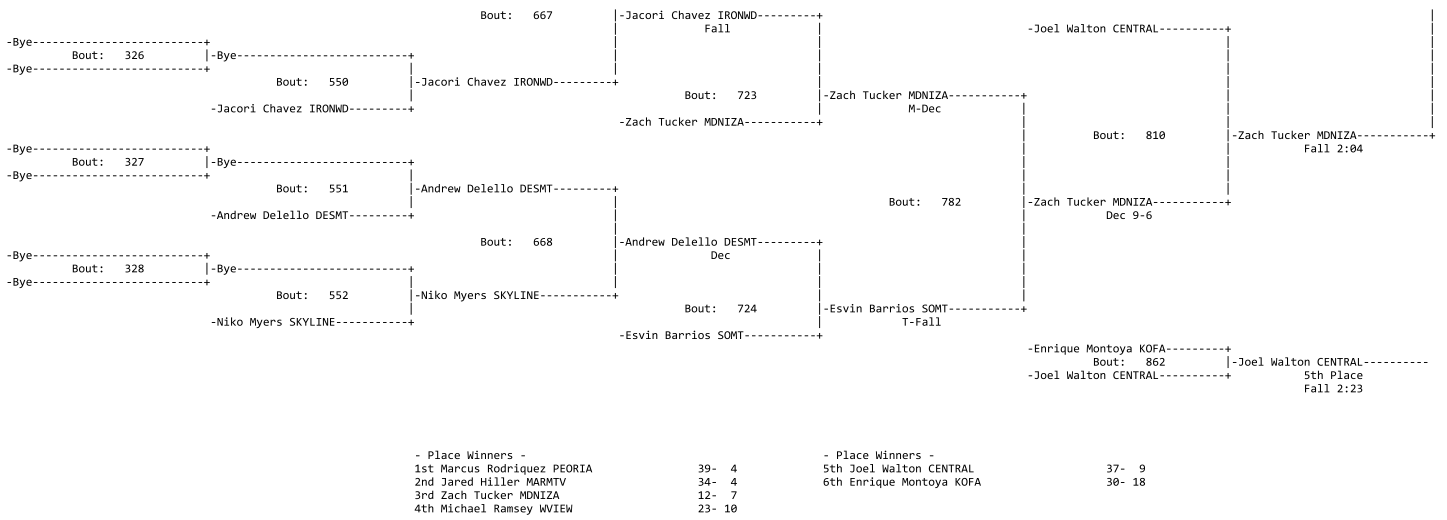 Bout: 667 |-Jacori Chavez IRONWD---------+ |
Fall | -Joel Walton CENTRAL----------+ |
-Bye--------------------------+ | | | |
Bout: 326 |-Bye--------------------------+ | | | |
-Bye--------------------------+ | | | | |
Bout: 550 |-Jacori Chavez IRONWD---------+ | | |
| Bout: 723 |-Zach Tucker MDNIZA-----------+ | |
-Jacori Chavez IRONWD---------+ | M-Dec | | |
-Zach Tucker MDNIZA-----------+ | | |
Bout: 810 |-Zach Tucker MDNIZA-----------+
-Bye--------------------------+ | | Fall 2:04
Bout: 327 |-Bye--------------------------+ | |
-Bye--------------------------+ | | |
Bout: 551 |-Andrew Delello DESMT---------+ | |
| | Bout: 782 |-Zach Tucker MDNIZA-----------+
-Andrew Delello DESMT---------+ | | Dec 9-6
| |
Bout: 668 |-Andrew Delello DESMT---------+ |
-Bye--------------------------+ | Dec | |
Bout: 328 |-Bye--------------------------+ | | |
-Bye--------------------------+ | | | |
Bout: 552 |-Niko Myers SKYLINE-----------+ | |
| Bout: 724 |-Esvin Barrios SOMT-----------+
-Niko Myers SKYLINE-----------+ | T-Fall
-Esvin Barrios SOMT-----------+
-Enrique Montoya KOFA---------+
Bout: 862 |-Joel Walton CENTRAL----------
-Joel Walton CENTRAL----------+ 5th Place
Fall 2:23
- Place Winners - - Place Winners -
1st Marcus Rodriquez PEORIA 39- 4 5th Joel Walton CENTRAL 37- 9
2nd Jared Hiller MARMTV 34- 4 6th Enrique Montoya KOFA 30- 18
3rd Zach Tucker MDNIZA 12- 7
4th Michael Ramsey WVIEW 23- 10